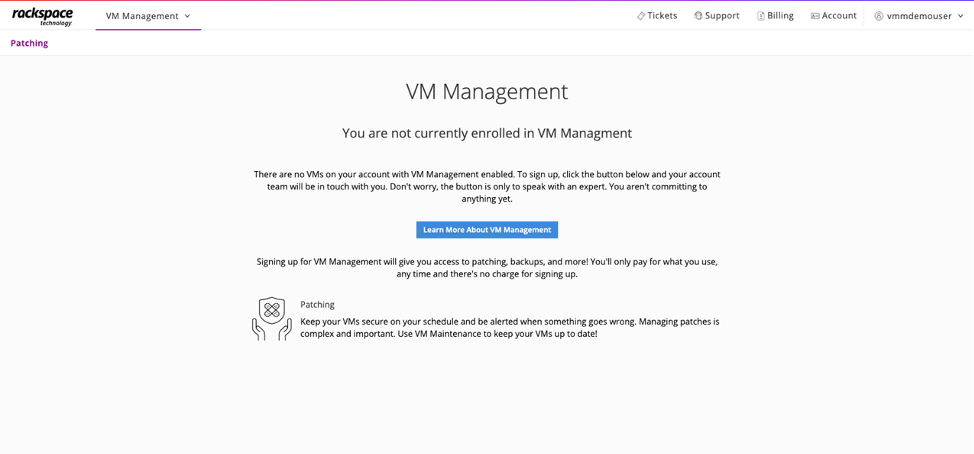 rackspace
technology
VM Management
Tickets
Support
Billing
Account
vmmdemouser
Patching
VM Management
You are not currently enrolled in VM Managment
There are no VMs on your account with VM Management enabled. To sign up, click the button below and your account
team will be in touch with you. Don't worry, the button is only to speak with an expert. You aren't committing to
anything yet.
Learn More About VM Management
Signing up for VM Management will give you access to patching, backups, and more! You'll only pay for what you use,
any time and there's no charge for signing up.
Patching
Keep your VMs secure on your schedule and be alerted when something goes wrong. Managing patches is
complex and important. Use VM Maintenance to keep your VMs up to date!